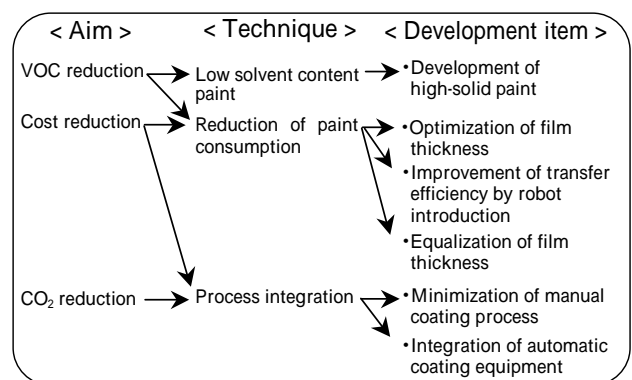 < Aim > < Technique > < Development item >
VOC reduction
Low solvent content
paint
•Development of
high-solid paint
Cost reduction
Reduction of paint
consumption
•Optimization of film
thickness
•Improvement of transfer
efficiency by robot
introduction
•Equalization of film
thickness
CO₂ reduction
Process integration
•Minimization of manual
coating process
•Integration of automatic
coating equipment